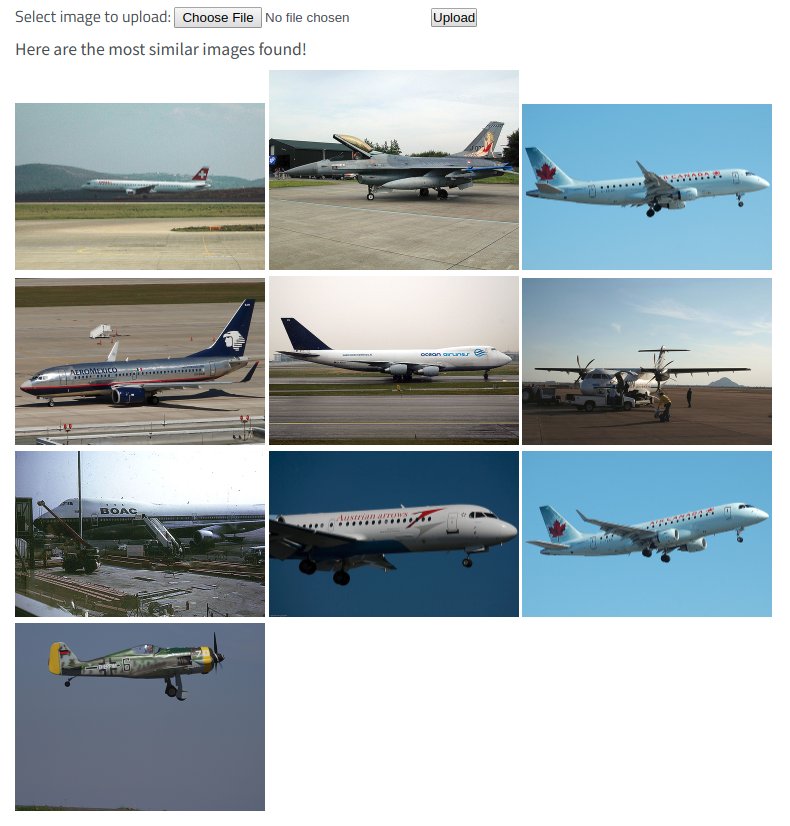 Select image to upload: Choose File No file chosen Upload
Here are the most similar images found!
AIR CANADA
AEROMEXICO
ocean airlines
BOAC
Austrian arrows
AIR CANADA